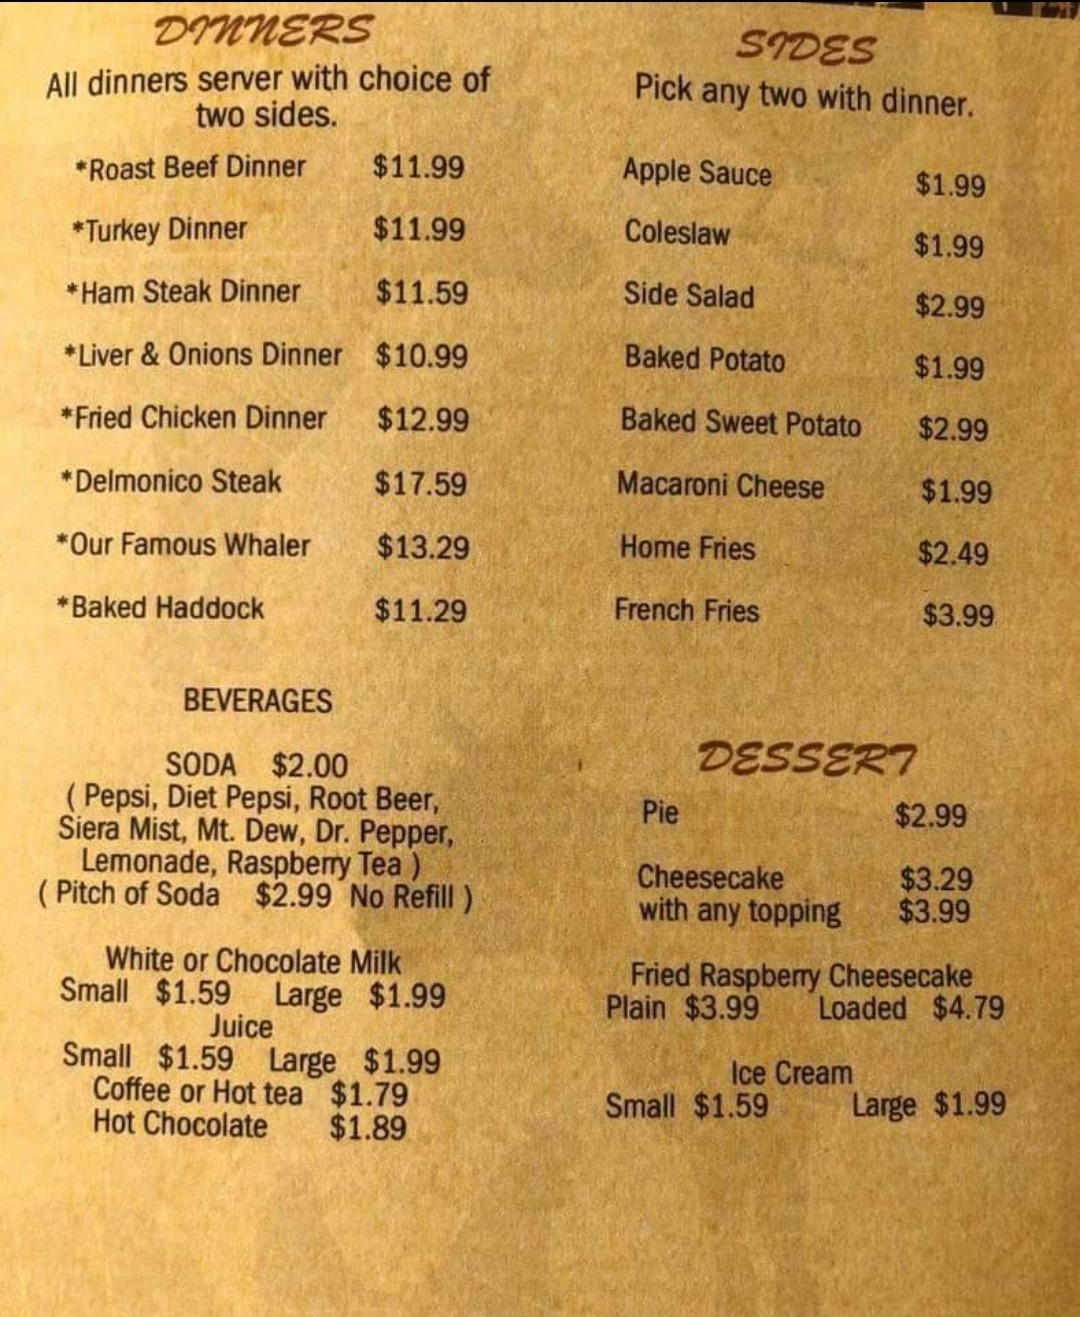 DINNERS
All dinners server with choice of
two sides.
*Roast Beef Dinner $11.99
*Turkey Dinner $11.99
*Ham Steak Dinner $11.59
*Liver & Onions Dinner $10.99
*Fried Chicken Dinner $12.99
*Delmonico Steak $17.59
*Our Famous Whaler $13.29
*Baked Haddock $11.29
BEVERAGES
SODA $2.00
( Pepsi, Diet Pepsi, Root Beer,
Siera Mist, Mt. Dew, Dr. Pepper,
Lemonade, Raspberry Tea )
( Pitch of Soda $2.99 No Refill )
White or Chocolate Milk
Small $1.59 Large $1.99
Juice
Small $1.59 Large $1.99
Coffee or Hot tea $1.79
Hot Chocolate $1.89
SIDES
Pick any two with dinner.
Apple Sauce $1.99
Coleslaw $1.99
Side Salad $2.99
Baked Potato $1.99
Baked Sweet Potato $2.99
Macaroni Cheese $1.99
Home Fries $2.49
French Fries $3.99
DESSERT
Pie $2.99
Cheesecake $3.29
with any topping $3.99
Fried Raspberry Cheesecake
Plain $3.99 Loaded $4.79
Ice Cream
Small $1.59 Large $1.99